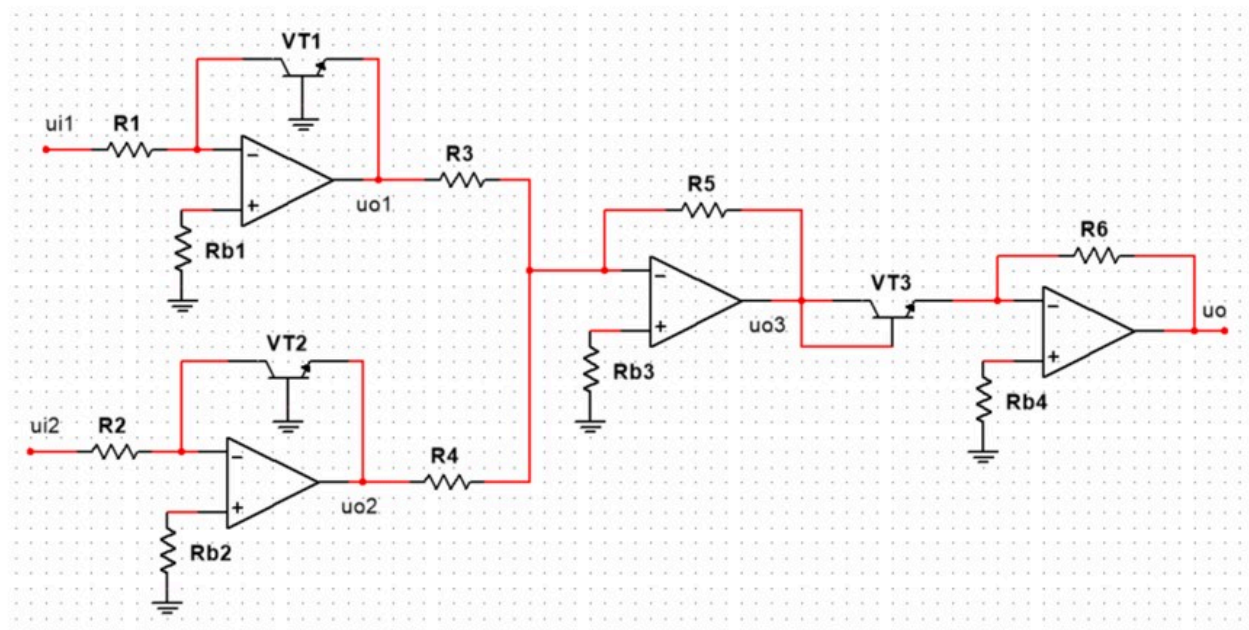 VT1
ui1
R1
−
+
uo1
Rb1
R3
VT2
ui2
R2
−
+
uo2
Rb2
R4
R5
−
+
uo3
Rb3
VT3
R6
−
+
uo
Rb4